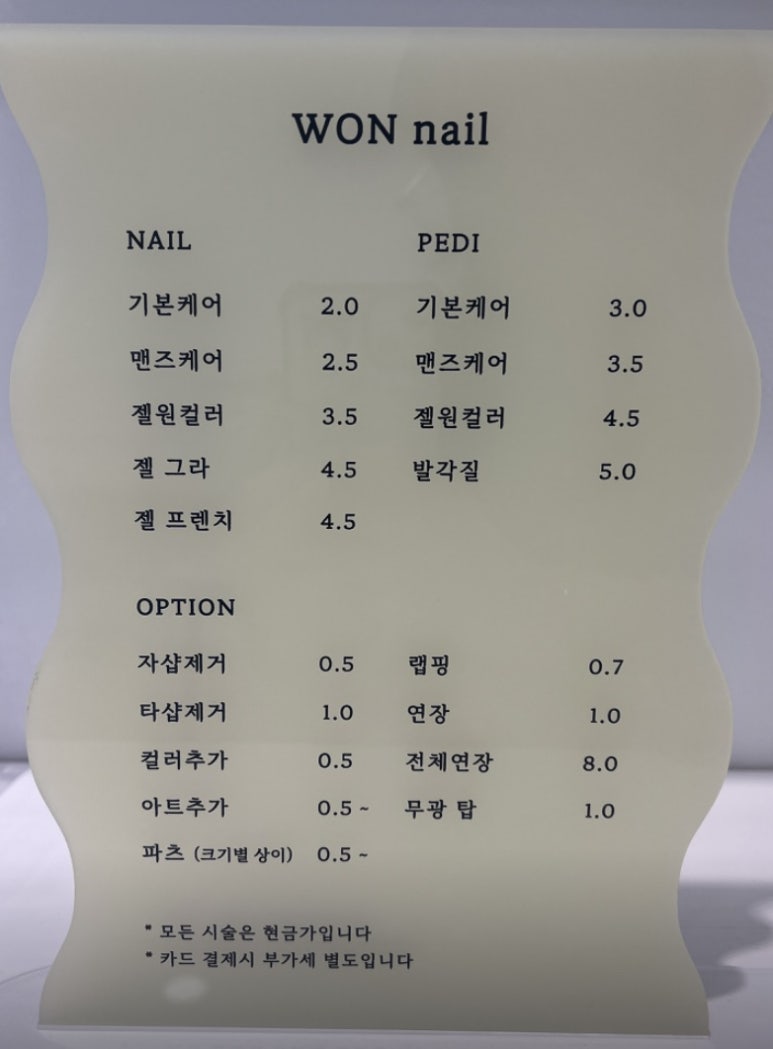 WON nail
NAIL PEDI
기본케어 2.0 기본케어 3.0
맨즈케어 2.5 맨즈케어 3.5
젤원컬러 3.5 젤원컬러 4.5
젤 그라 4.5 발각질 5.0
젤 프렌치 4.5
OPTION
자샵제거 0.5 랩핑 0.7
타샵제거 1.0 연장 1.0
컬러추가 0.5 전체연장 8.0
아트추가 0.5 ~ 무광 탑 1.0
파츠 (크기별 상이) 0.5 ~
* 모든 시술은 현금가입니다
* 카드 결제시 부가세 별도입니다